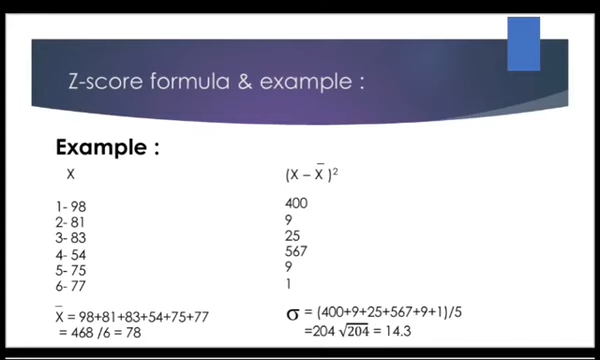 Z-score formula & example :
Example :
X (X – X̄ )²
1- 98 400
2- 81 9
3- 83 25
4- 54 567
5- 75 9
6- 77 1
X̄ = 98+81+83+54+75+77
= 468 /6 = 78
σ = (400+9+25+567+9+1)/5
=204 √204 = 14.3